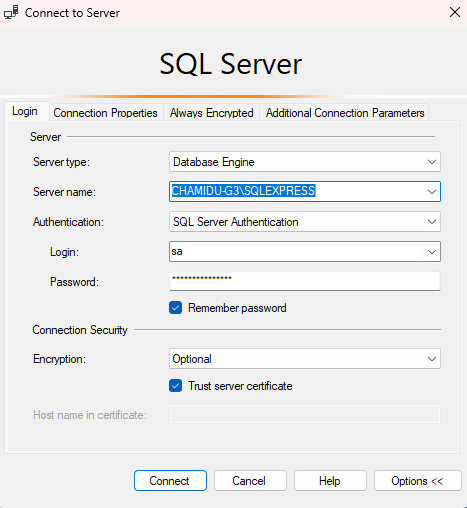 Connect to Server
SQL Server
Login Connection Properties Always Encrypted Additional Connection Parameters
Server
Server type: Database Engine
Server name: CHAMIDU-G3\SQLEXPRESS
Authentication: SQL Server Authentication
Login: sa
Password: ***************
Remember password
Connection Security
Encryption: Optional
Trust server certificate
Host name in certificate:
Connect Cancel Help Options <<